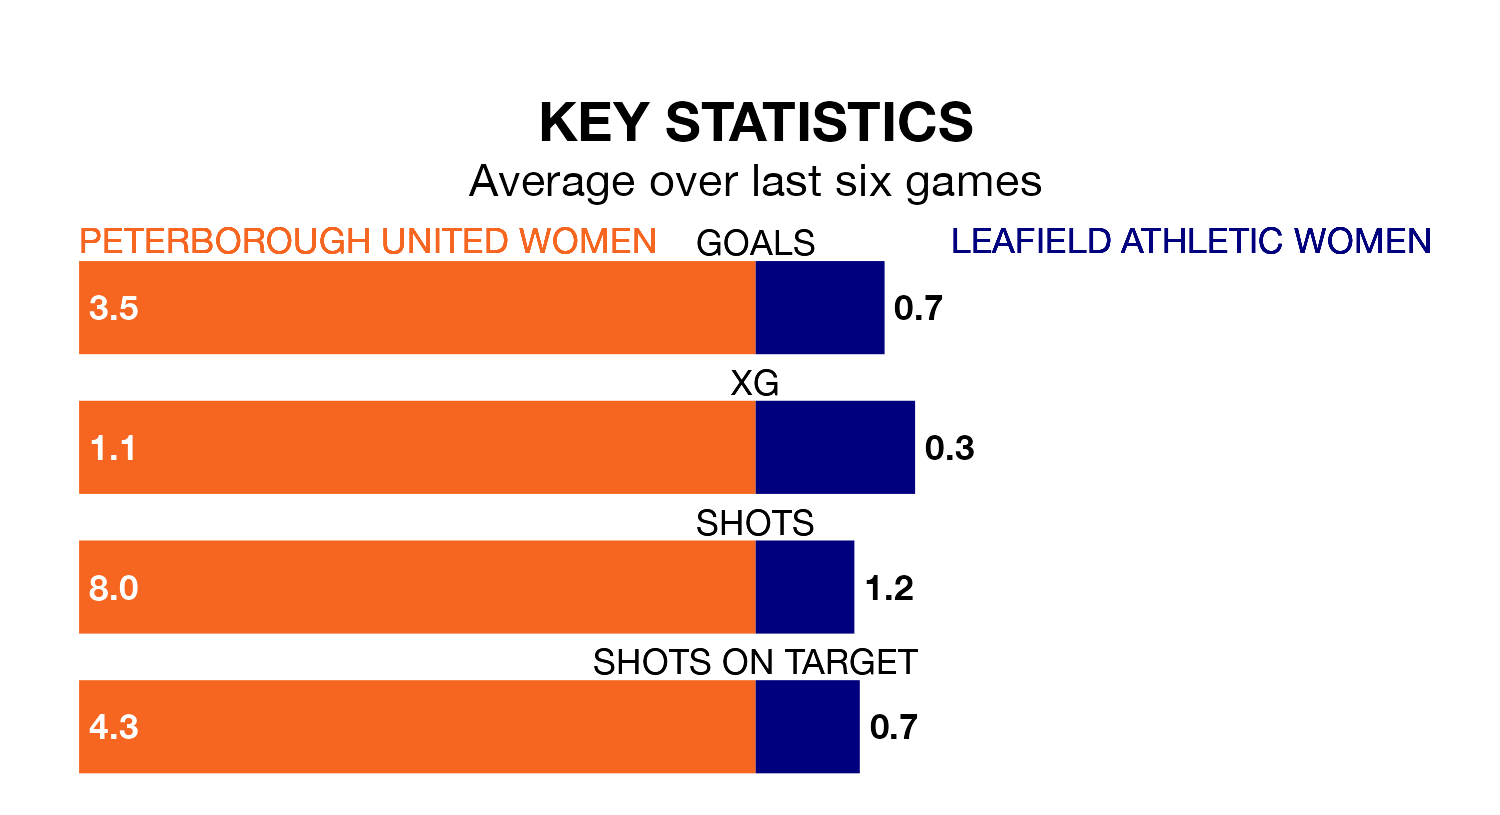 KEY STATISTICS
Average over last six games
PETERBOROUGH UNITED WOMEN GOALS LEAFIELD ATHLETIC WOMEN
3.5 0.7
XG
1.1 0.3
SHOTS
8.0 1.2
SHOTS ON TARGET
4.3 0.7